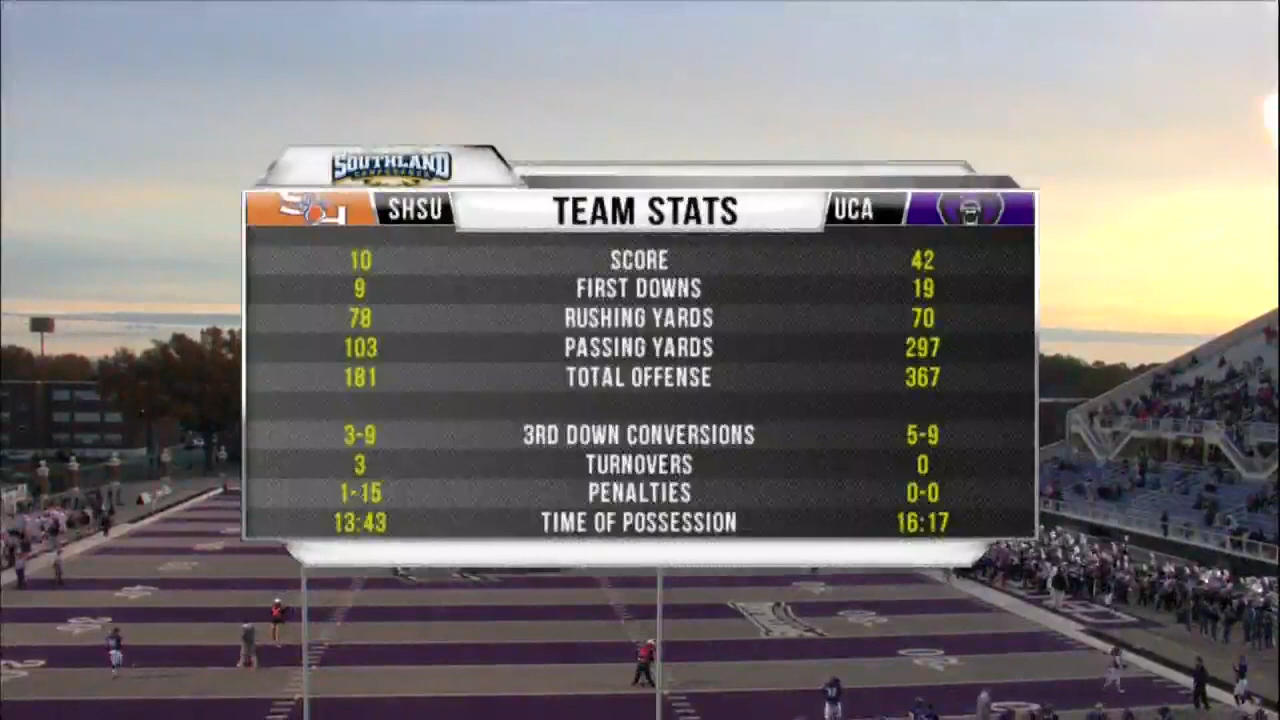 SOUTHLAND
CONFERENCE
SHSU TEAM STATS UCA
10 SCORE 42
9 FIRST DOWNS 19
78 RUSHING YARDS 70
103 PASSING YARDS 297
181 TOTAL OFFENSE 367
3-9 3RD DOWN CONVERSIONS 5-9
3 TURNOVERS 0
1-15 PENALTIES 0-0
13:43 TIME OF POSSESSION 16:17